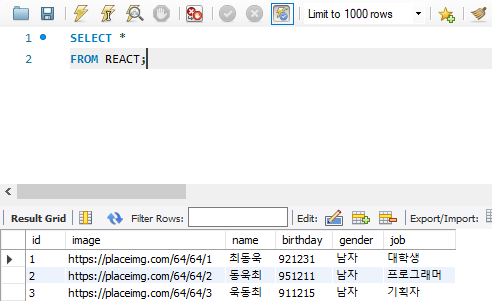 Limit to 1000 rows
1 SELECT *
2 FROM REACT;
Result Grid Filter Rows: Edit: Export/Import:
id image name birthday gender job
1 https://placeimg.com/64/64/1 최동욱 921231 남자 대학생
2 https://placeimg.com/64/64/2 동욱최 951211 남자 프로그래머
3 https://placeimg.com/64/64/3 욱동최 911215 남자 기획자